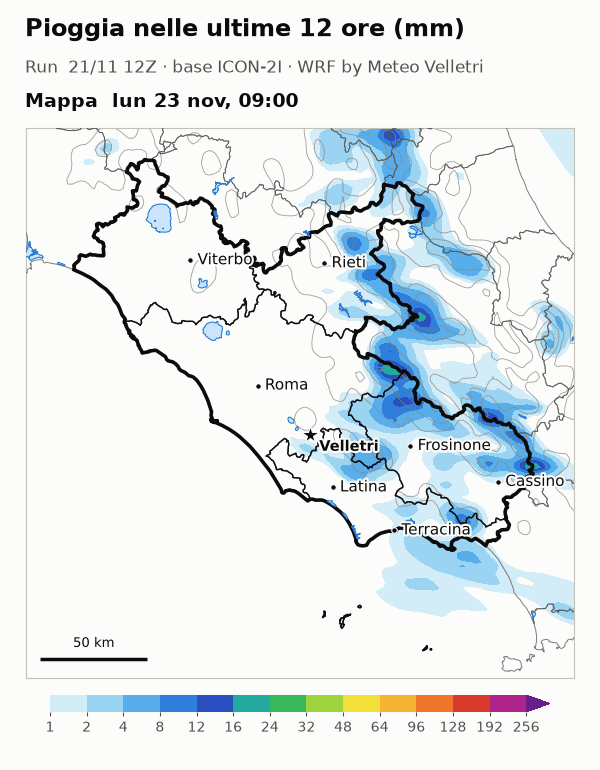 Pioggia nelle ultime 12 ore (mm)
Run  21/11 12Z · base ICON-2I · WRF by Meteo Velletri
Mappa  lun 23 nov, 09:00
Viterbo
Rieti
Roma
Velletri
Frosinone
Latina
Cassino
Terracina
50 km
1 2 4 8 12 16 24 32 48 64 96 128 192 256